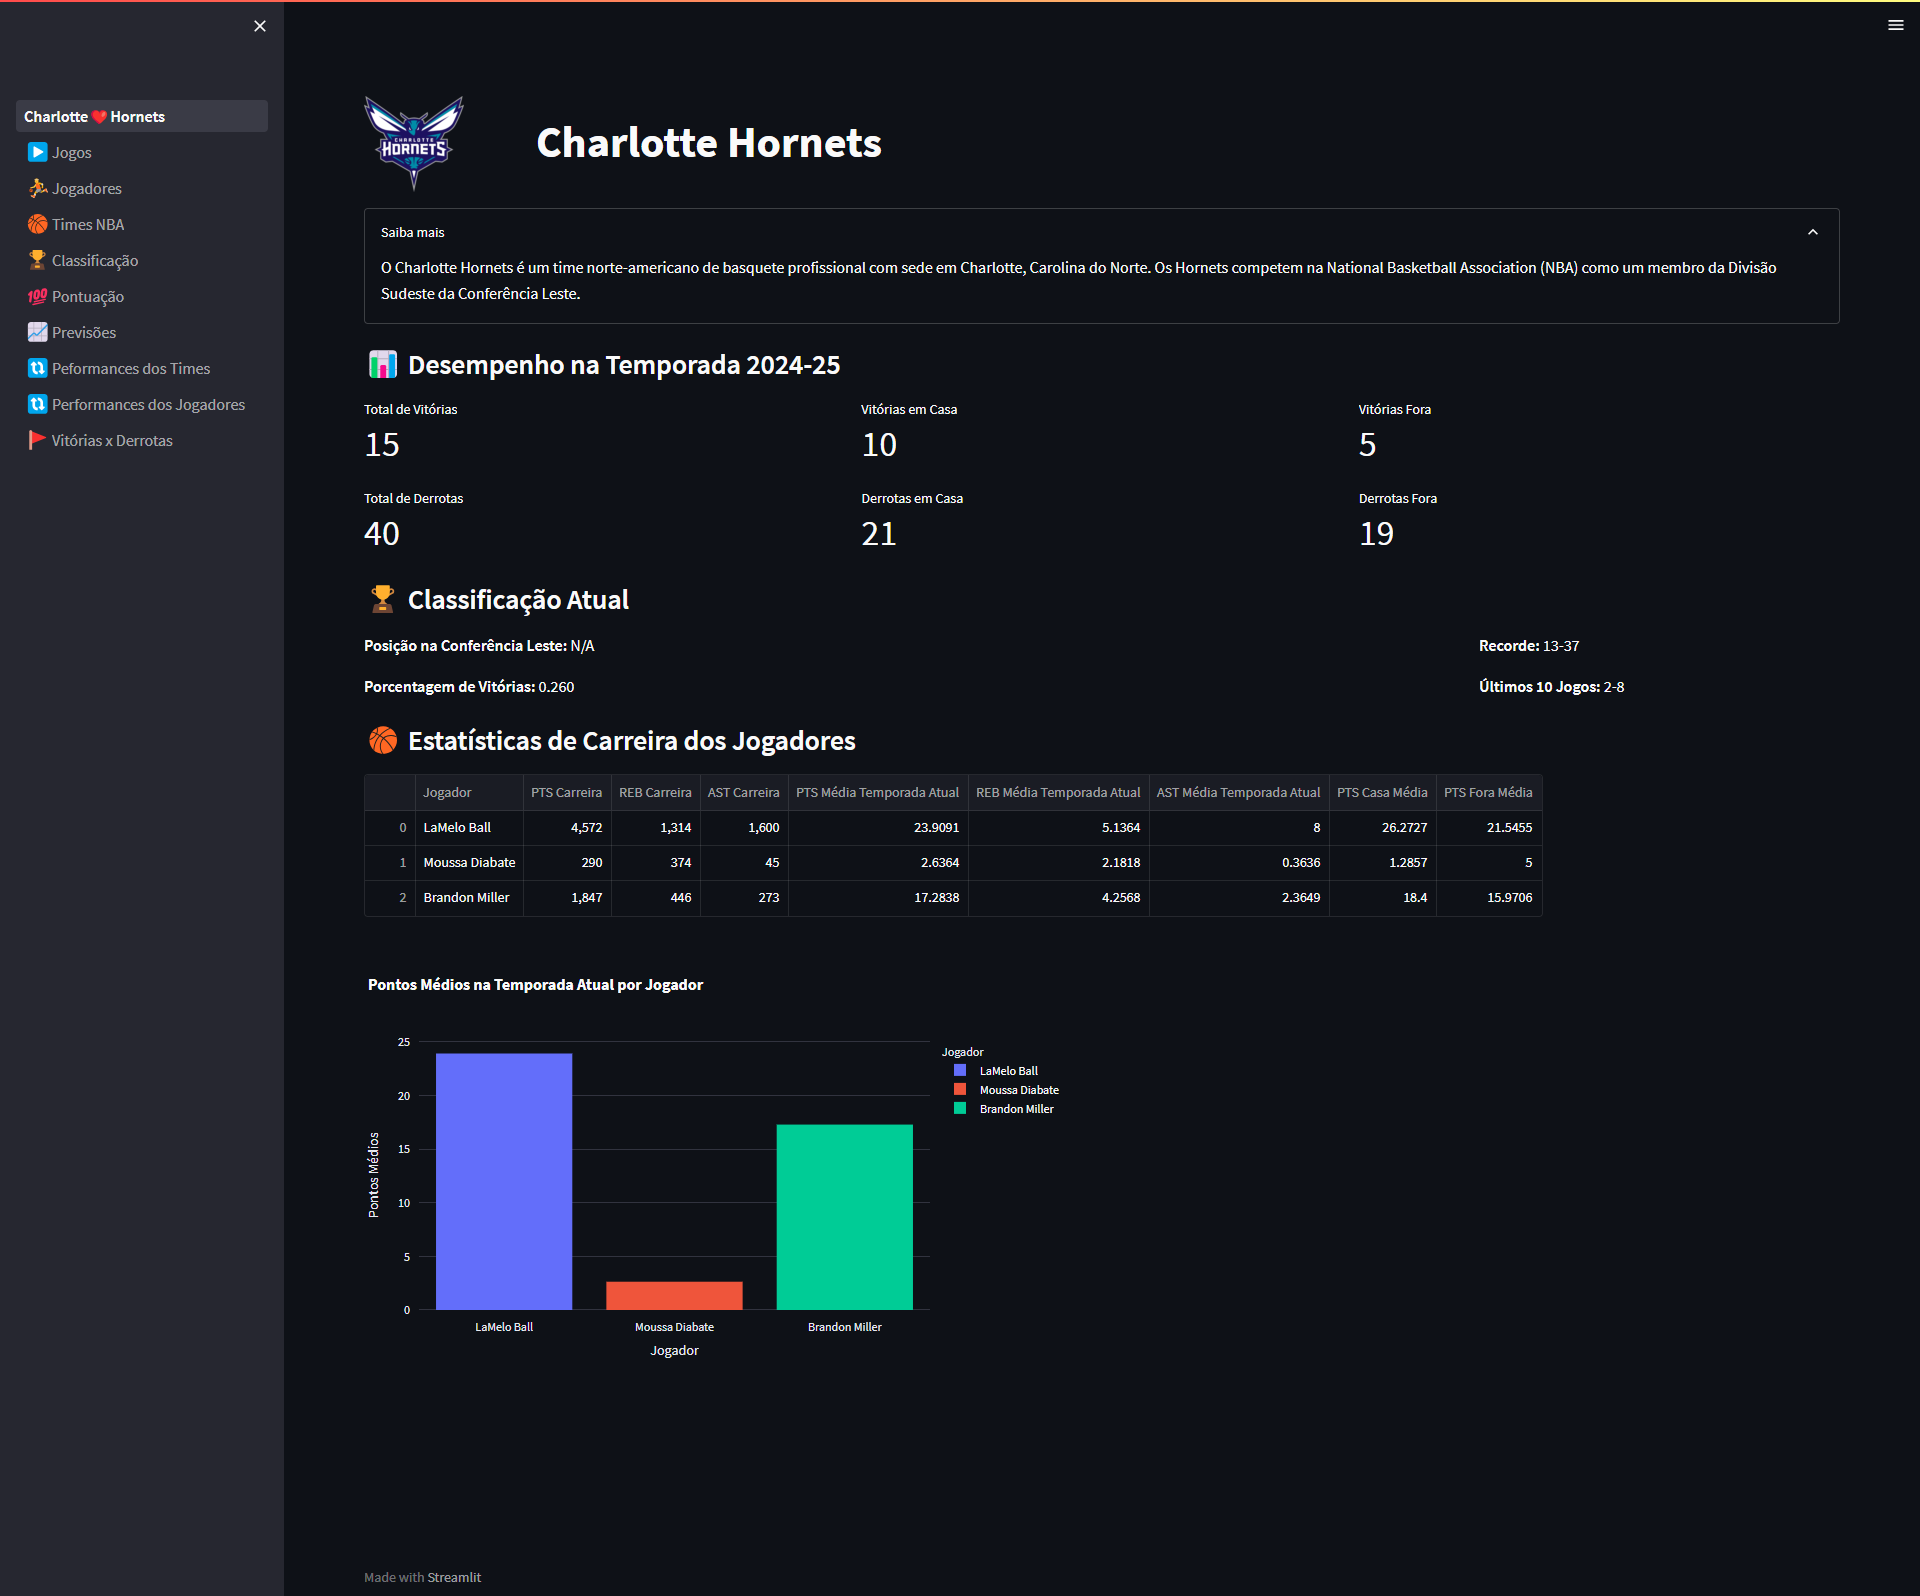 Charlotte ❤️ Hornets
Jogos
Jogadores
Times NBA
Classificação
💯 Pontuação
Previsões
Peformances dos Times
Performances dos Jogadores
Vitórias x Derrotas
CHARLOTTE
HORNETS
Charlotte Hornets
Saiba mais
O Charlotte Hornets é um time norte-americano de basquete profissional com sede em Charlotte, Carolina do Norte. Os Hornets competem na National Basketball Association (NBA) como um membro da Divisão
Sudeste da Conferência Leste.
Desempenho na Temporada 2024-25
Total de Vitórias Vitórias em Casa Vitórias Fora
15 10 5
Total de Derrotas Derrotas em Casa Derrotas Fora
40 21 19
Classificação Atual
Posição na Conferência Leste: N/A Recorde: 13-37
Porcentagem de Vitórias: 0.260 Últimos 10 Jogos: 2-8
Estatísticas de Carreira dos Jogadores
Jogador PTS Carreira REB Carreira AST Carreira PTS Média Temporada Atual REB Média Temporada Atual AST Média Temporada Atual PTS Casa Média PTS Fora Média
0 LaMelo Ball 4,572 1,314 1,600 23.9091 5.1364 8 26.2727 21.5455
1 Moussa Diabate 290 374 45 2.6364 2.1818 0.3636 1.2857 5
2 Brandon Miller 1,847 446 273 17.2838 4.2568 2.3649 18.4 15.9706
Pontos Médios na Temporada Atual por Jogador
25
20
15
10
5
0
Pontos Médios
LaMelo Ball Moussa Diabate Brandon Miller
Jogador
Jogador
LaMelo Ball
Moussa Diabate
Brandon Miller
Made with Streamlit